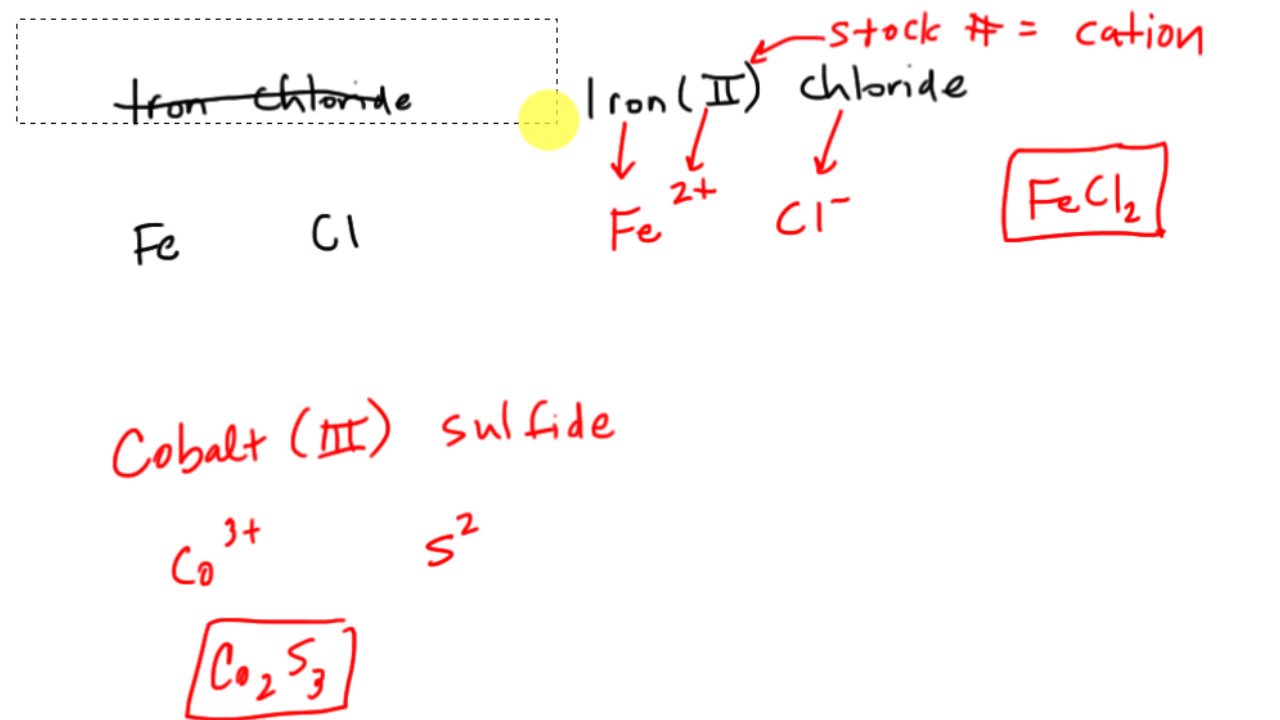 stock # = cation
Iron chloride
Iron (II) chloride
Fe Cl
Fe 2+ Cl -
FeCl2
Cobalt (III) sulfide
Co 3+ S 2
Co2S3